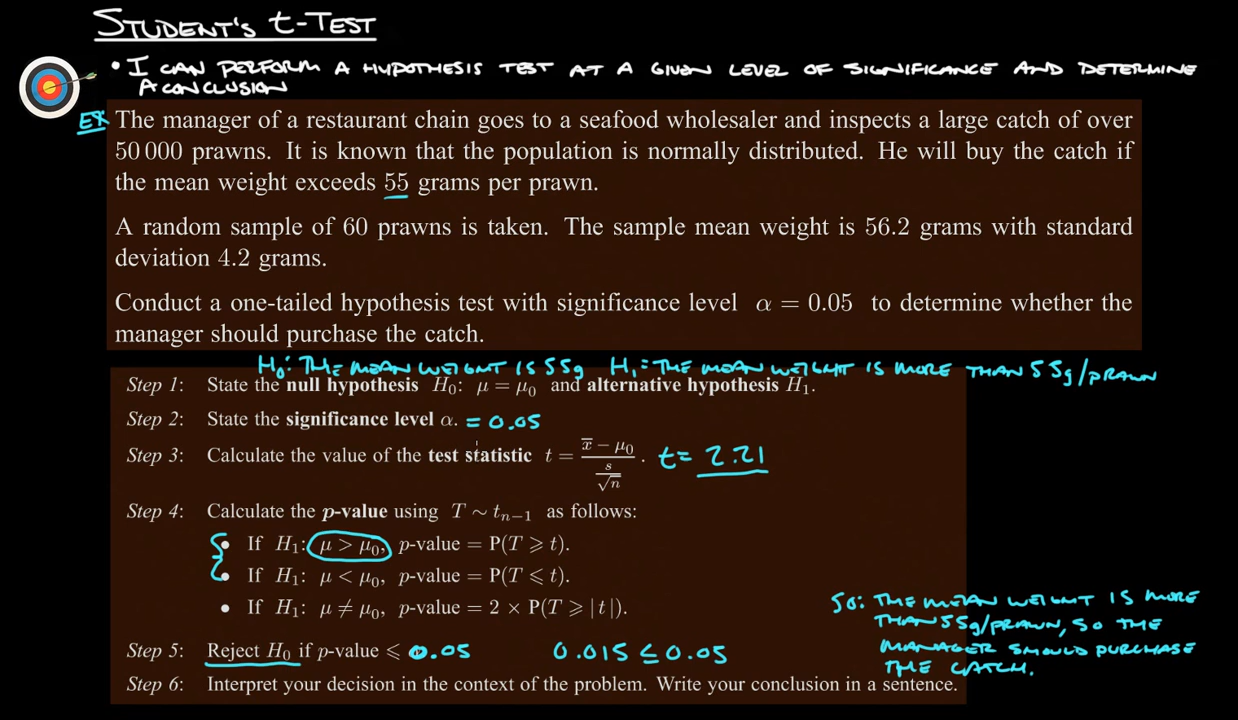 STUDENT'S t-TEST
• I CAN PERFORM A HYPOTHESIS TEST AT A GIVEN LEVEL OF SIGNIFICANCE AND DETERMINE
A CONCLUSION
EX: The manager of a restaurant chain goes to a seafood wholesaler and inspects a large catch of over
50 000 prawns. It is known that the population is normally distributed. He will buy the catch if
the mean weight exceeds 55 grams per prawn.
A random sample of 60 prawns is taken. The sample mean weight is 56.2 grams with standard
deviation 4.2 grams.
Conduct a one-tailed hypothesis test with significance level α = 0.05 to determine whether the
manager should purchase the catch.
H₀: THE MEAN WEIGHT IS 55g H₁: THE MEAN WEIGHT IS MORE THAN 55g/PRAWN
Step 1: State the null hypothesis H₀: μ = μ₀ and alternative hypothesis H₁.
Step 2: State the significance level α. = 0.05
Step 3: Calculate the value of the test statistic t = (x̅ − μ₀)/(s/√n). t = 2.21
Step 4: Calculate the p-value using T ∼ tₙ₋₁ as follows:
• If H₁: μ > μ₀, p-value = P(T ⩾ t).
• If H₁: μ < μ₀, p-value = P(T ⩽ t).
• If H₁: μ ≠ μ₀, p-value = 2 × P(T ⩾ |t|).
Step 5: Reject H₀ if p-value ⩽ 0.05 0.015 ≤ 0.05
Step 6: Interpret your decision in the context of the problem. Write your conclusion in a sentence.
SO: THE MEAN WEIGHT IS MORE
THAN 55g/PRAWN, SO THE
MANAGER SHOULD PURCHASE
THE CATCH.